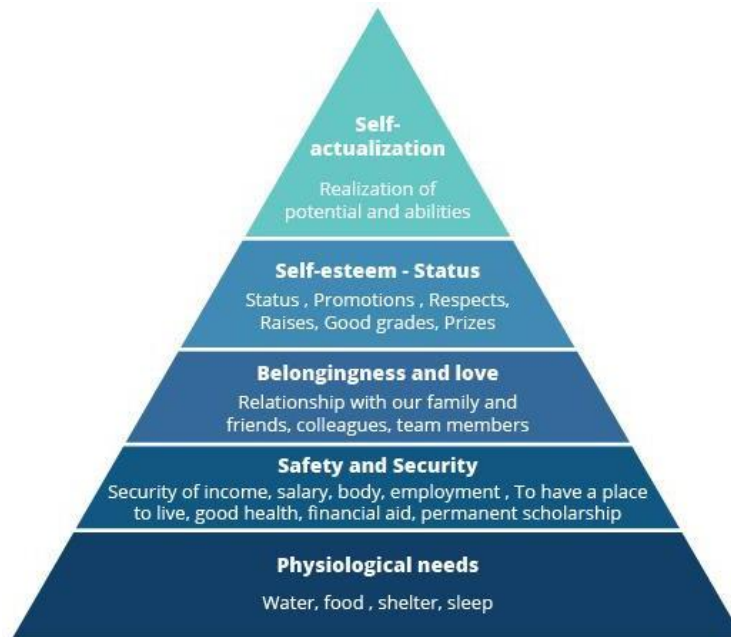 Self-
actualization
Realization of
potential and abilities
Self-esteem - Status
Status , Promotions , Respects,
Raises, Good grades, Prizes
Belongingness and love
Relationship with our family and
friends, colleagues, team members
Safety and Security
Security of income, salary, body, employment , To have a place
to live, good health, financial aid, permanent scholarship
Physiological needs
Water, food , shelter, sleep